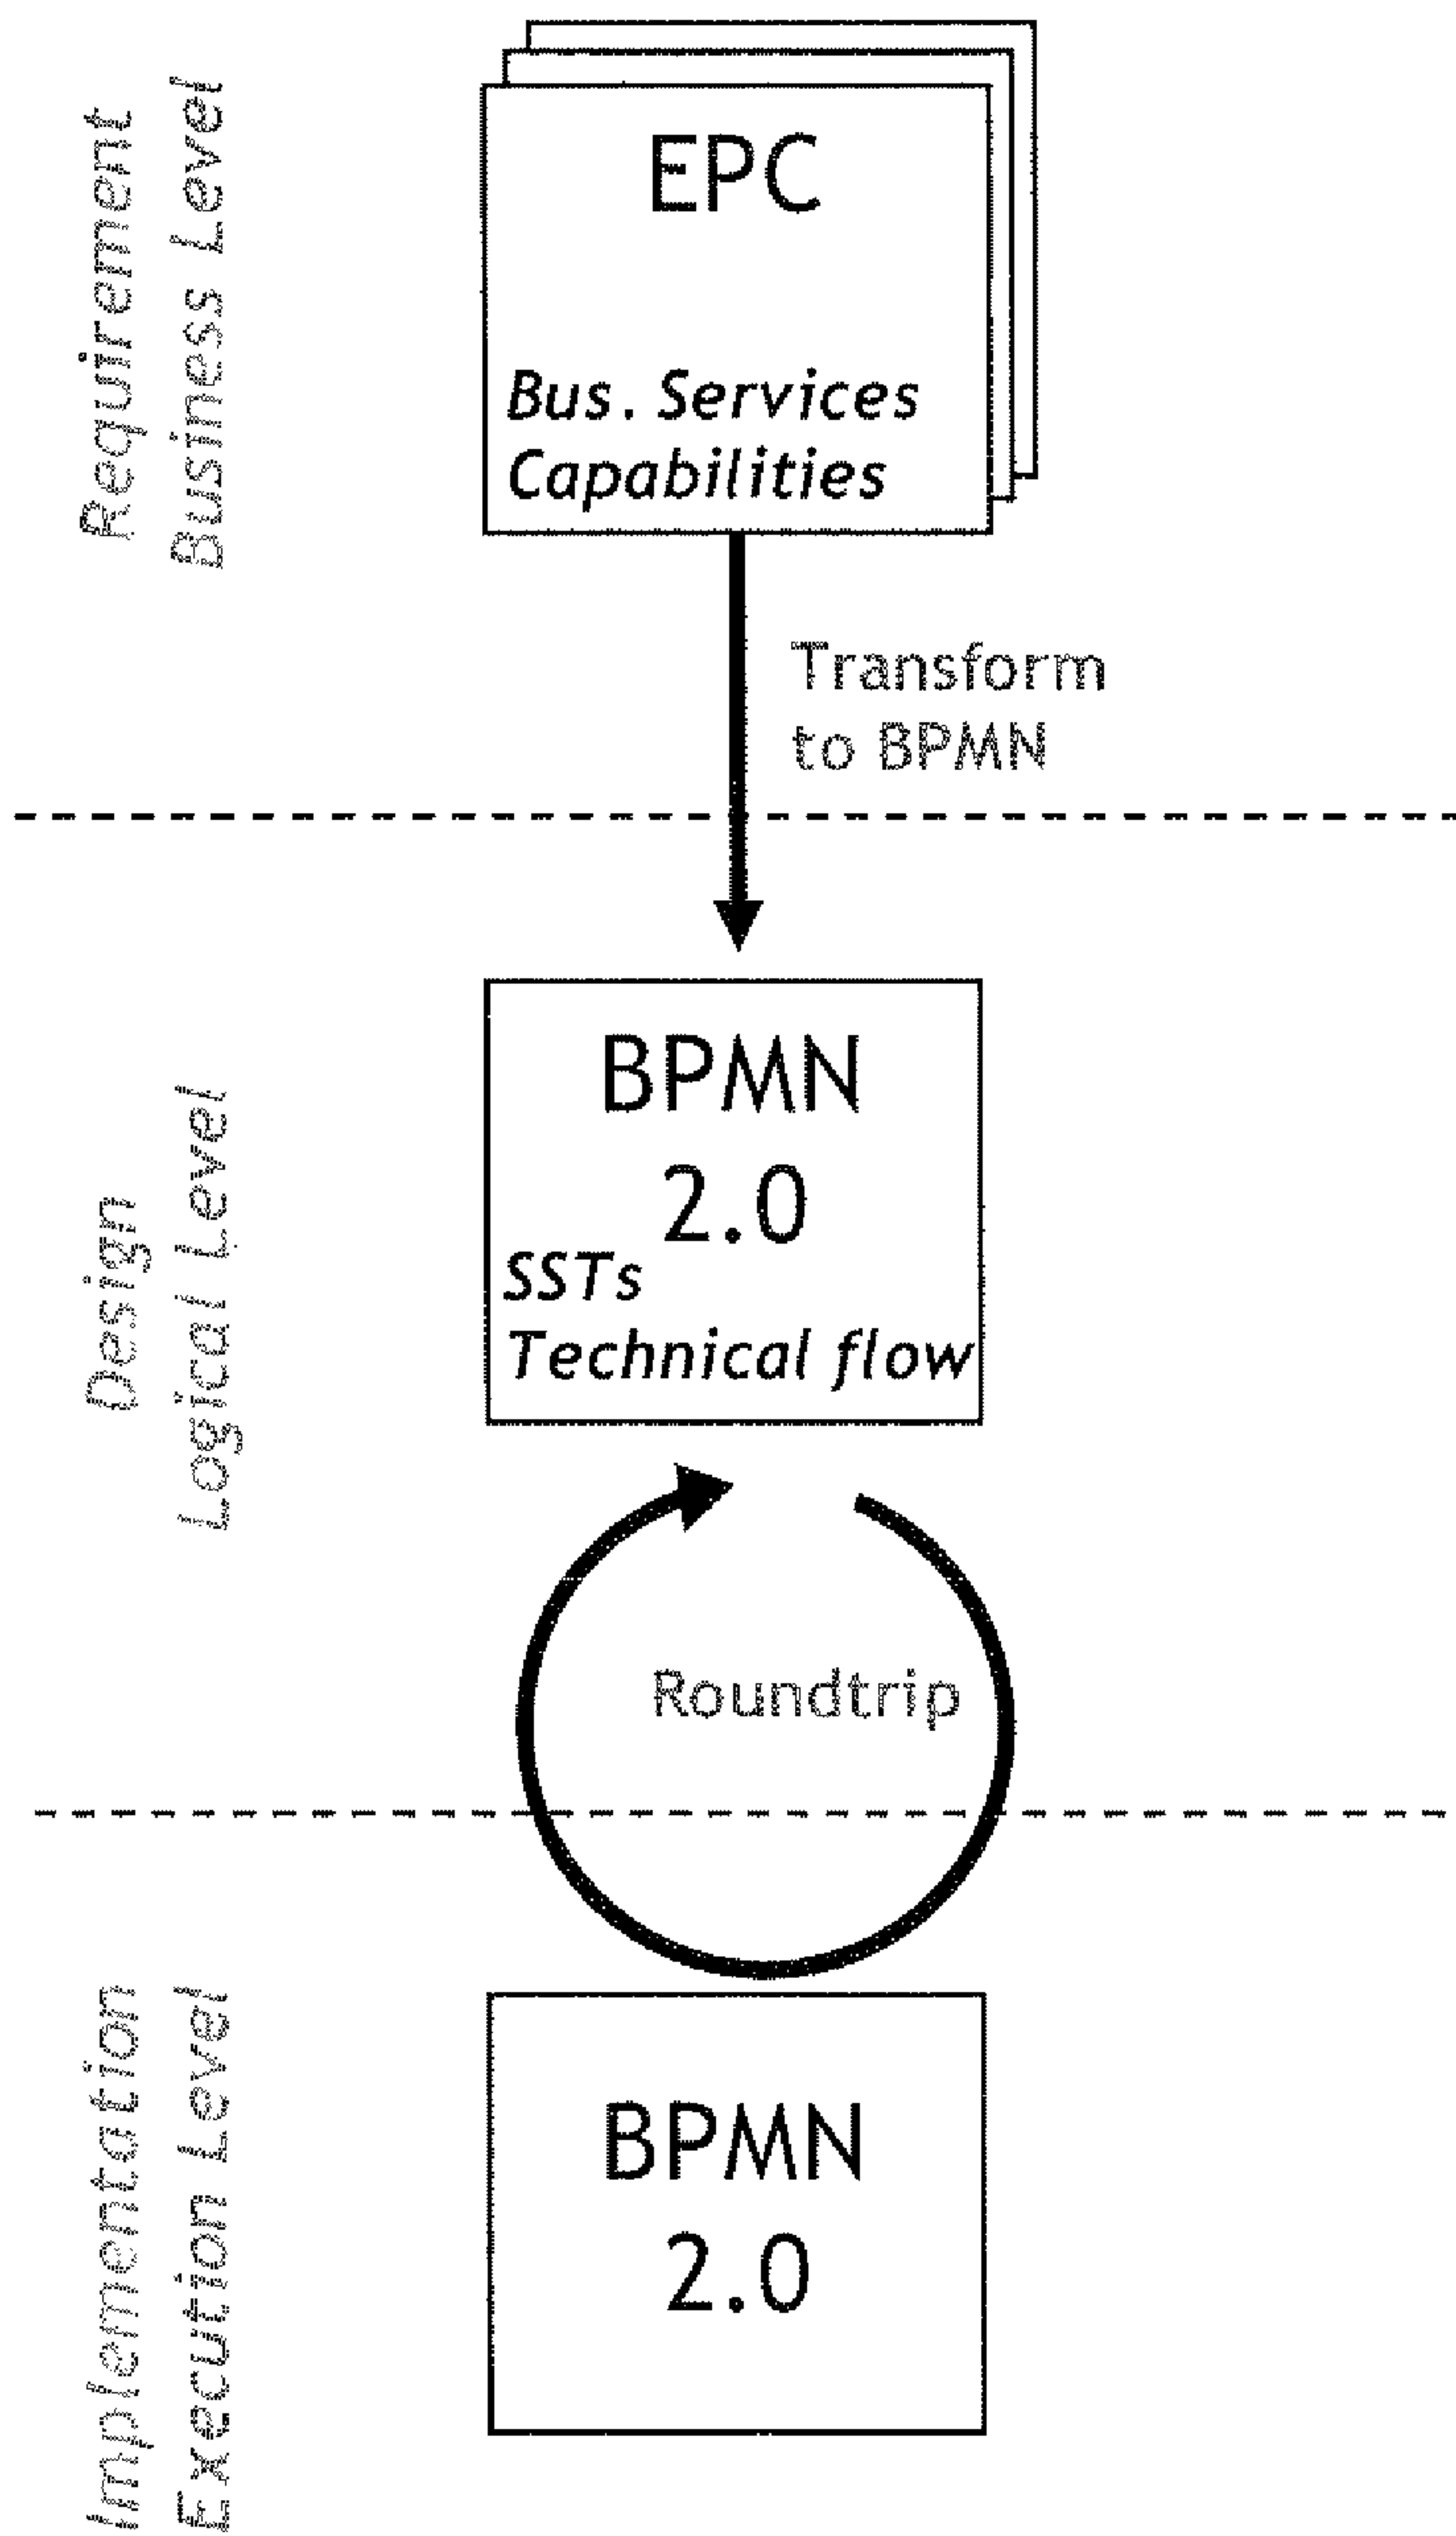 Requirement
Business Level
EPC
Bus. Services
Capabilities
Transform
to BPMN
Design
Logical Level
BPMN
2.0
SSTs
Technical flow
Roundtrip
Implementation
Execution Level
BPMN
2.0